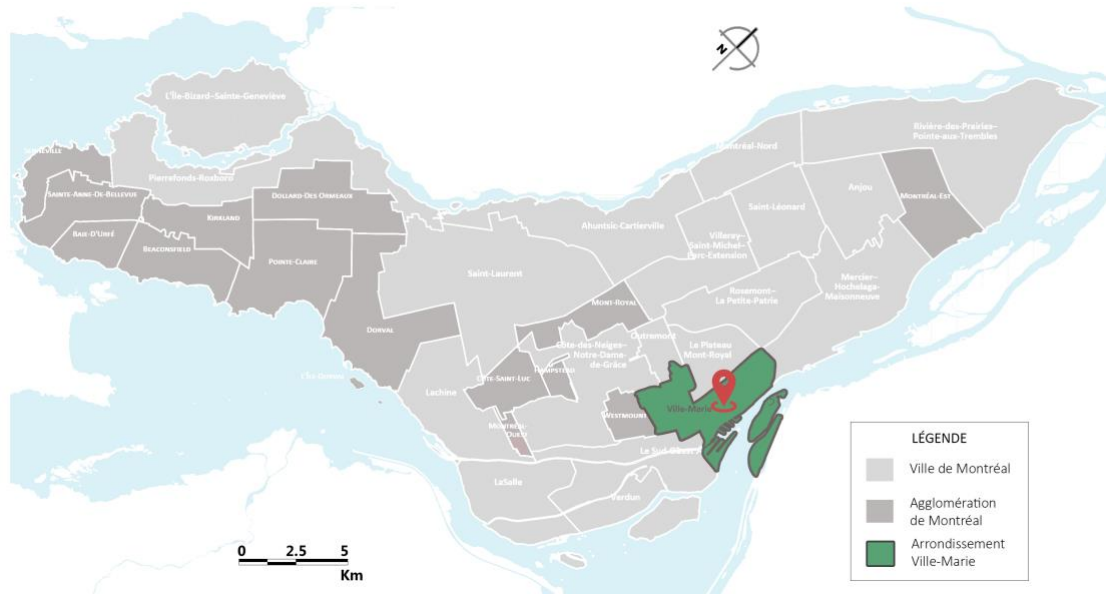 N
L'Île-Bizard–Sainte-Geneviève
Rivière-des-Prairies–
Pointe-aux-Trembles
Montréal-Nord
Pierrefonds-Roxboro
Sainte-Anne-De-Bellevue
Dollard-Des Ormeaux
Kirkland
Baie-D'Urfé
Beaconsfield
Pointe-Claire
Anjou
Montréal-Est
Saint-Léonard
Ahuntsic-Cartierville
Villeray–
Saint-Michel–
Parc-Extension
Saint-Laurent
Mercier–
Hochelaga-
Maisonneuve
Rosemont–
La Petite-Patrie
Mont-Royal
Dorval
Outremont
Le Plateau
Mont-Royal
Côte-des-Neiges–
Notre-Dame-
de-Grâce
Hampstead
Côte-Saint-Luc
L'Île-Dorval
Lachine
Westmount
Ville-Marie
Montréal-
Ouest
Le Sud-Ouest
LaSalle
Verdun
0 2.5 5
Km
LÉGENDE
Ville de Montréal
Agglomération
de Montréal
Arrondissement
Ville-Marie